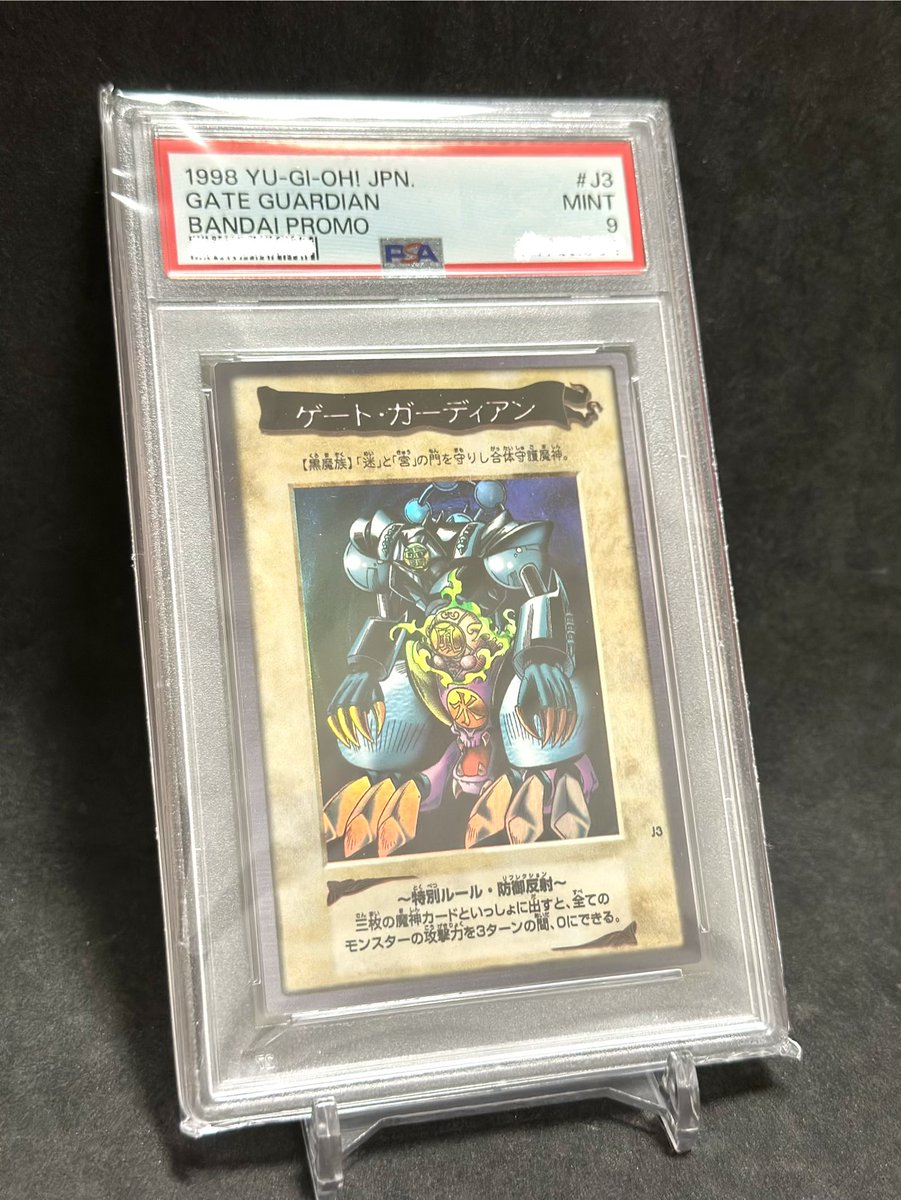 1998 YU-GI-OH! JPN. #J3
GATE GUARDIAN MINT
BANDAI PROMO 9
PSA
ゲート・ガーディアン
【黒魔族】「迷」と「宮」の門を守りし合体守護魔神。
風
水
J3
〜特別ルール・防御反射〜
三枚の魔神カードといっしょに出すと、全ての
モンスターの攻撃力を3ターンの間、0にできる。